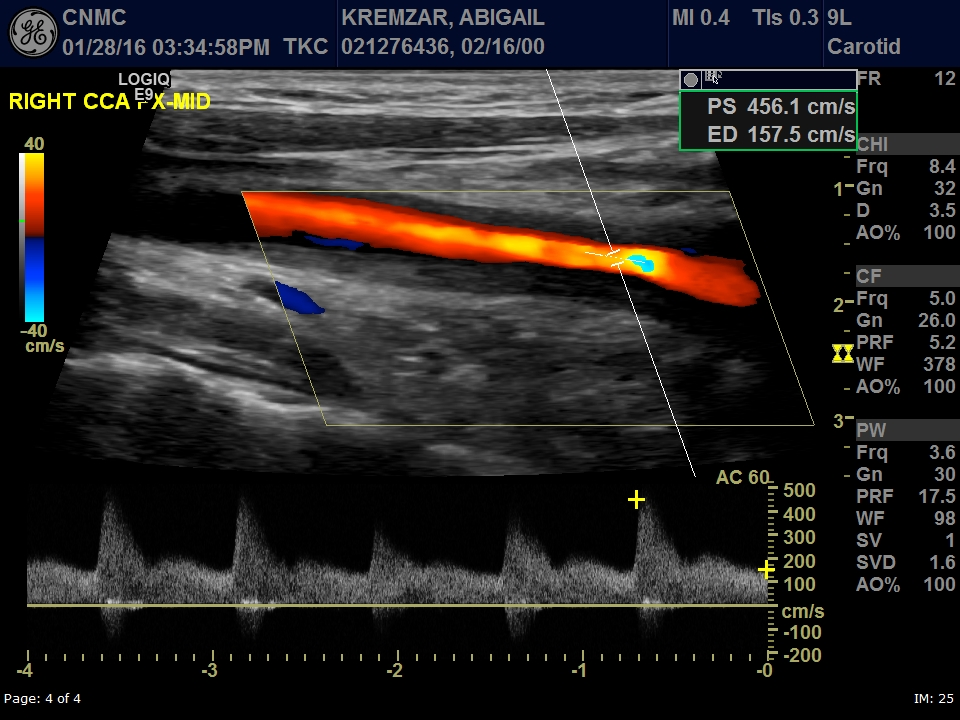 GE
CNMC
KREMZAR, ABIGAIL
MI 0.4 TIs 0.3 9L
01/28/16 03:34:58PM TKC
021276436, 02/16/00
Carotid
LOGIQ
E9
RIGHT CCA PX-MID
PS 456.1 cm/s
ED 157.5 cm/s
FR 12
CHI
Frq 8.4
Gn 32
D 3.5
AO% 100
CF
Frq 5.0
Gn 26.0
PRF 5.2
WF 378
AO% 100
PW
Frq 3.6
Gn 30
PRF 17.5
WF 98
SV 1
SVD 1.6
AO% 100
40
-40
cm/s
1
2
3
AC 60
500
400
300
200
100
cm/s
-100
-200
-4 -3 -2 -1 -0
Page: 4 of 4
IM: 25